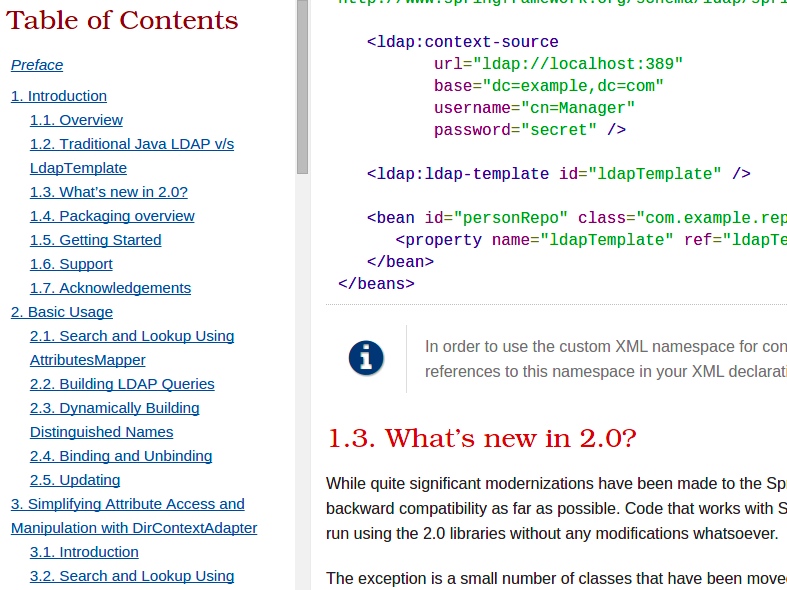 Table of Contents
Preface
1. Introduction
1.1. Overview
1.2. Traditional Java LDAP v/s
LdapTemplate
1.3. What's new in 2.0?
1.4. Packaging overview
1.5. Getting Started
1.6. Support
1.7. Acknowledgements
2. Basic Usage
2.1. Search and Lookup Using
AttributesMapper
2.2. Building LDAP Queries
2.3. Dynamically Building
Distinguished Names
2.4. Binding and Unbinding
2.5. Updating
3. Simplifying Attribute Access and
Manipulation with DirContextAdapter
3.1. Introduction
3.2. Search and Lookup Using
<ldap:context-source
url="ldap://localhost:389"
base="dc=example,dc=com"
username="cn=Manager"
password="secret" />
<ldap:ldap-template id="ldapTemplate" />
<bean id="personRepo" class="com.example.rep
<property name="ldapTemplate" ref="ldapTe
</bean>
</beans>
In order to use the custom XML namespace for con
references to this namespace in your XML declarati
1.3. What's new in 2.0?
While quite significant modernizations have been made to the Spr
backward compatibility as far as possible. Code that works with S
run using the 2.0 libraries without any modifications whatsoever.
The exception is a small number of classes that have been move